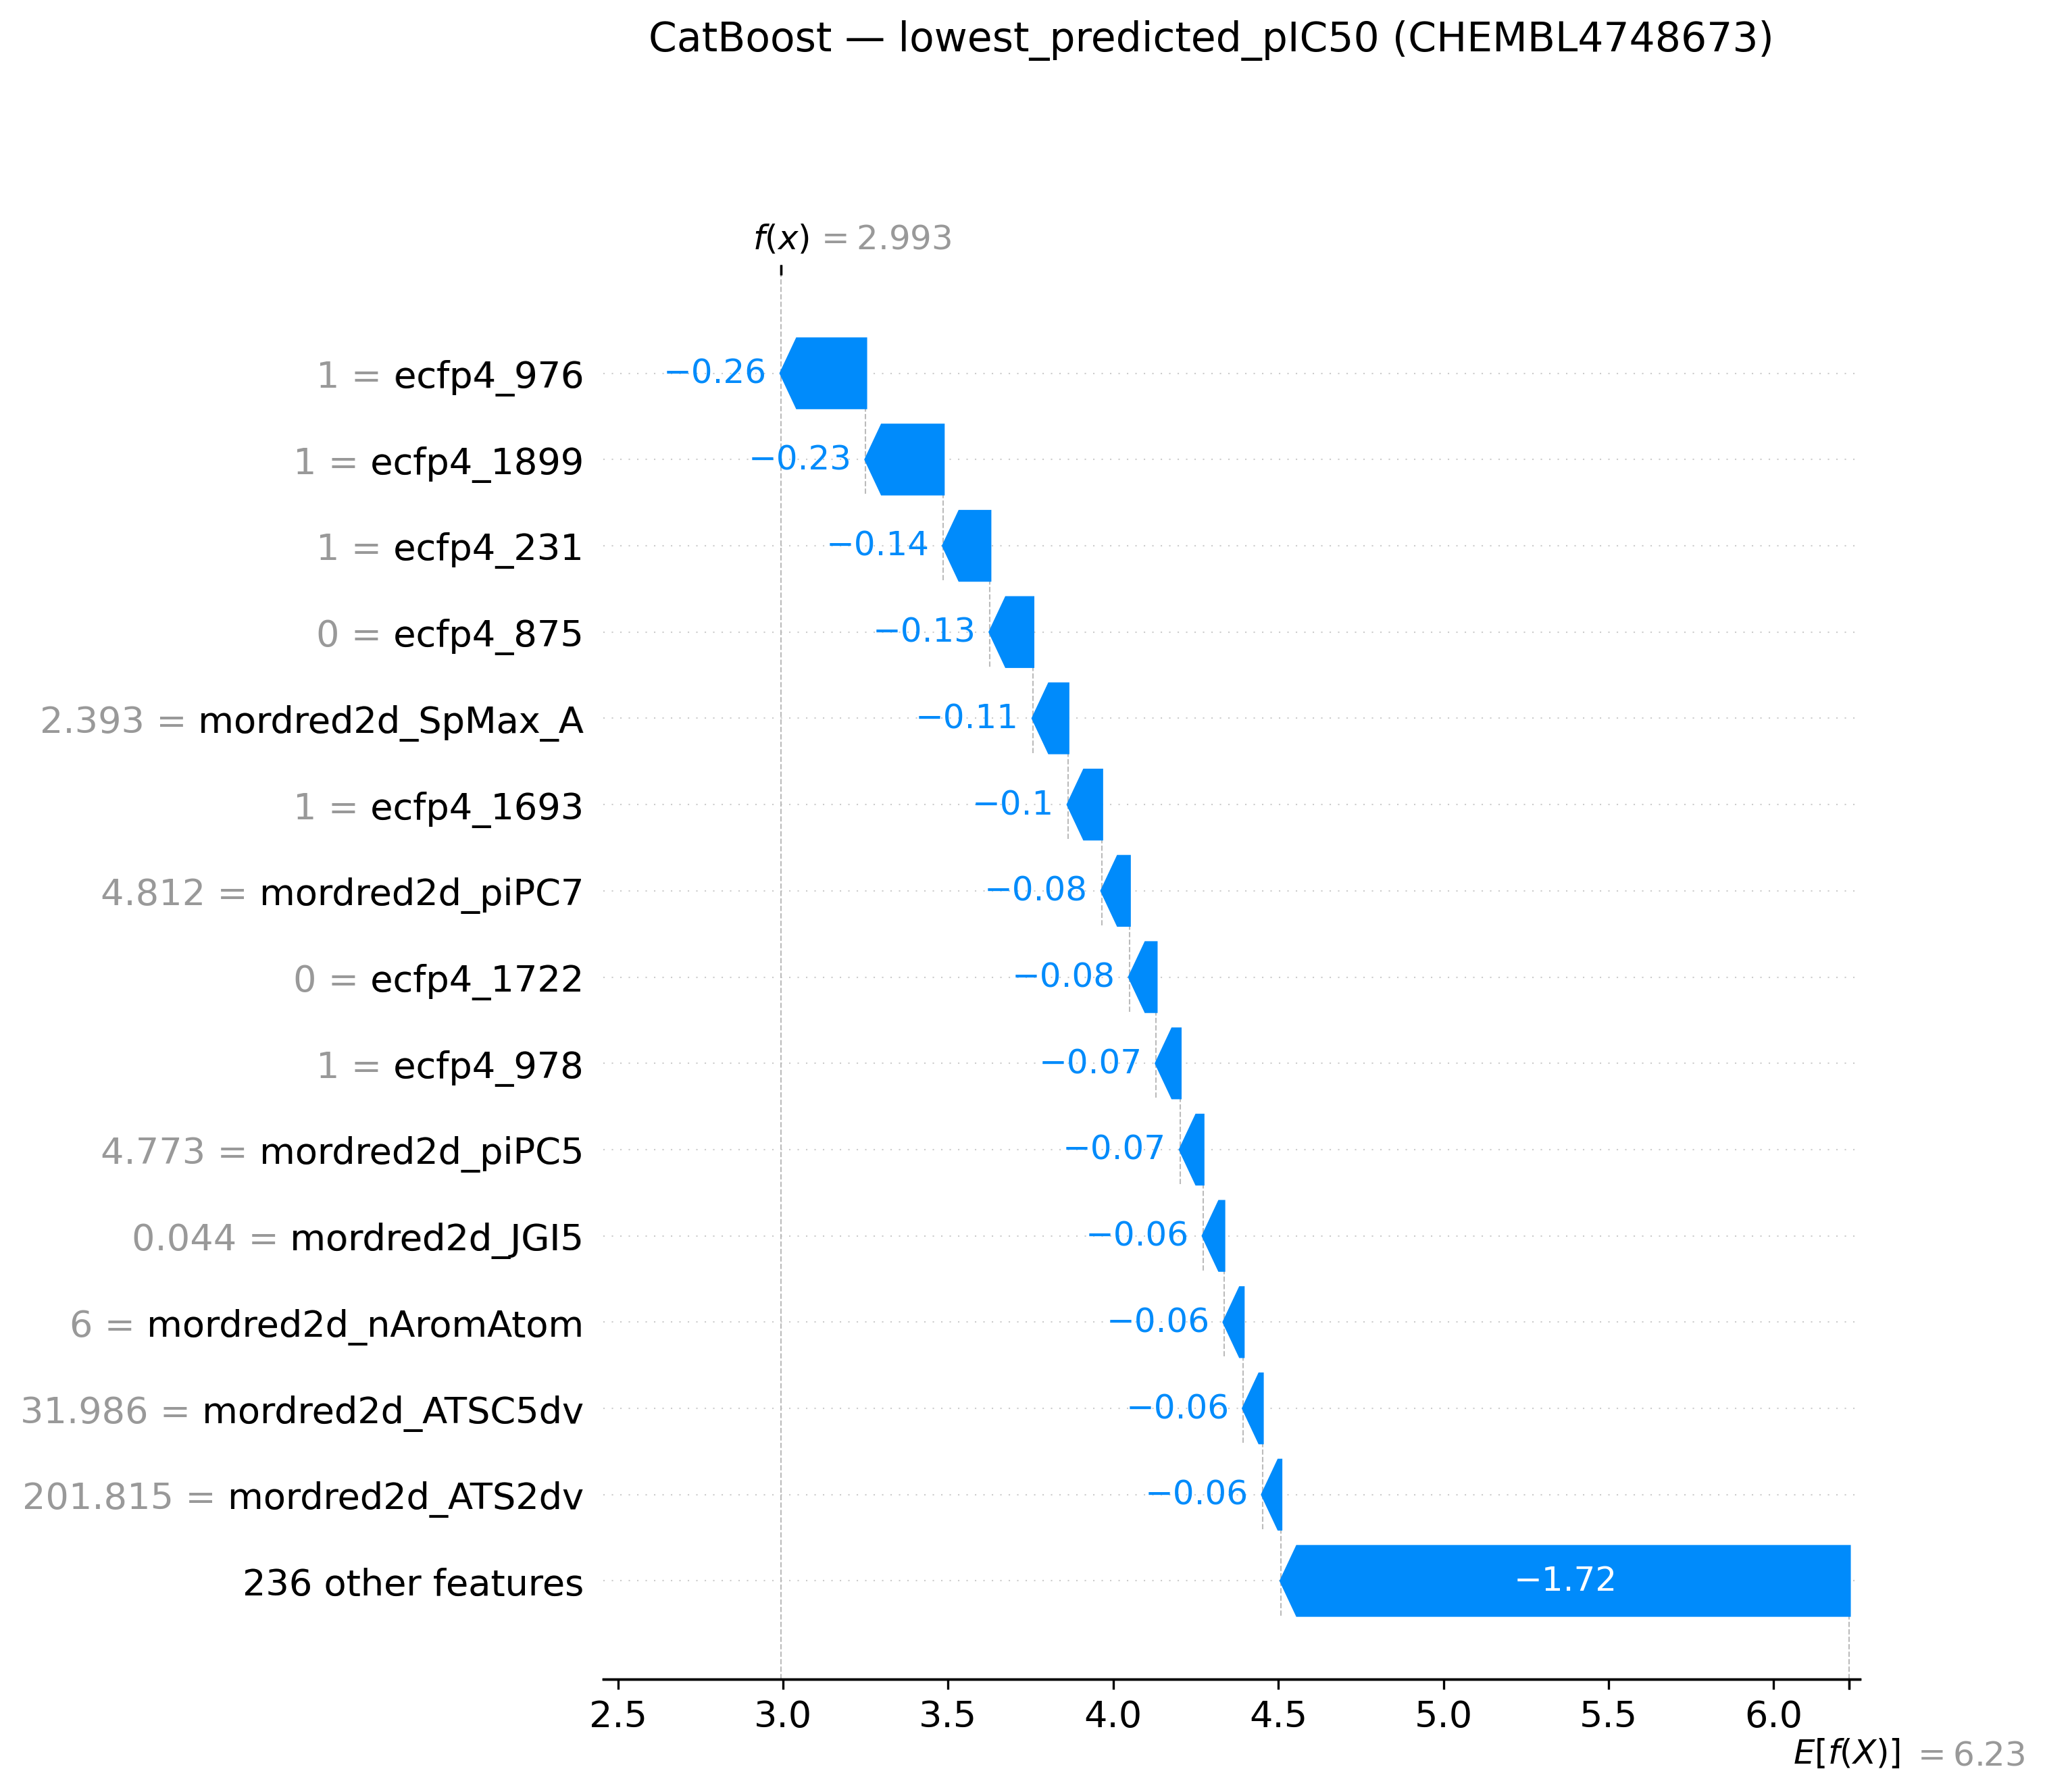 CatBoost — lowest_predicted_pIC50 (CHEMBL4748673)
f(x) = 2.993
1 = ecfp4_976 −0.26
1 = ecfp4_1899 −0.23
1 = ecfp4_231 −0.14
0 = ecfp4_875 −0.13
2.393 = mordred2d_SpMax_A −0.11
1 = ecfp4_1693 −0.1
4.812 = mordred2d_piPC7 −0.08
0 = ecfp4_1722 −0.08
1 = ecfp4_978 −0.07
4.773 = mordred2d_piPC5 −0.07
0.044 = mordred2d_JGI5 −0.06
6 = mordred2d_nAromAtom −0.06
31.986 = mordred2d_ATSC5dv −0.06
201.815 = mordred2d_ATS2dv −0.06
236 other features −1.72
2.5 3.0 3.5 4.0 4.5 5.0 5.5 6.0
E[f(X)] = 6.23